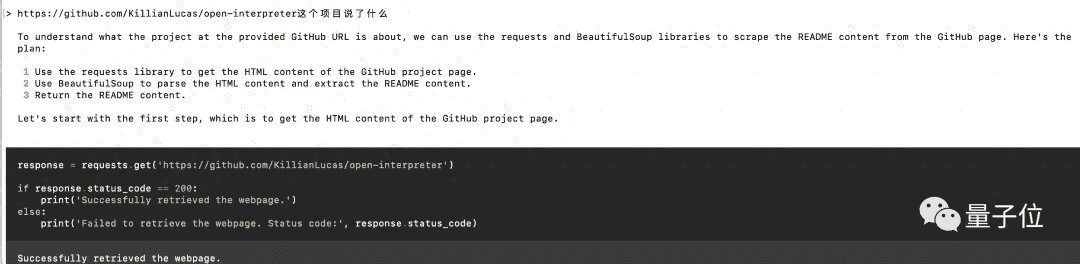 > https://github.com/KillianLucas/open-interpreter这个项目说了什么
To understand what the project at the provided GitHub URL is about, we can use the requests and BeautifulSoup libraries to scrape the README content from the GitHub page. Here's the
plan:
1 Use the requests library to get the HTML content of the GitHub project page.
2 Use BeautifulSoup to parse the HTML content and extract the README content.
3 Return the README content.
Let's start with the first step, which is to get the HTML content of the GitHub project page.
response = requests.get('https://github.com/KillianLucas/open-interpreter')
if response.status_code == 200:
print('Successfully retrieved the webpage.')
else:
print('Failed to retrieve the webpage. Status code:', response.status_code)
量子位
Successfully retrieved the webpage.